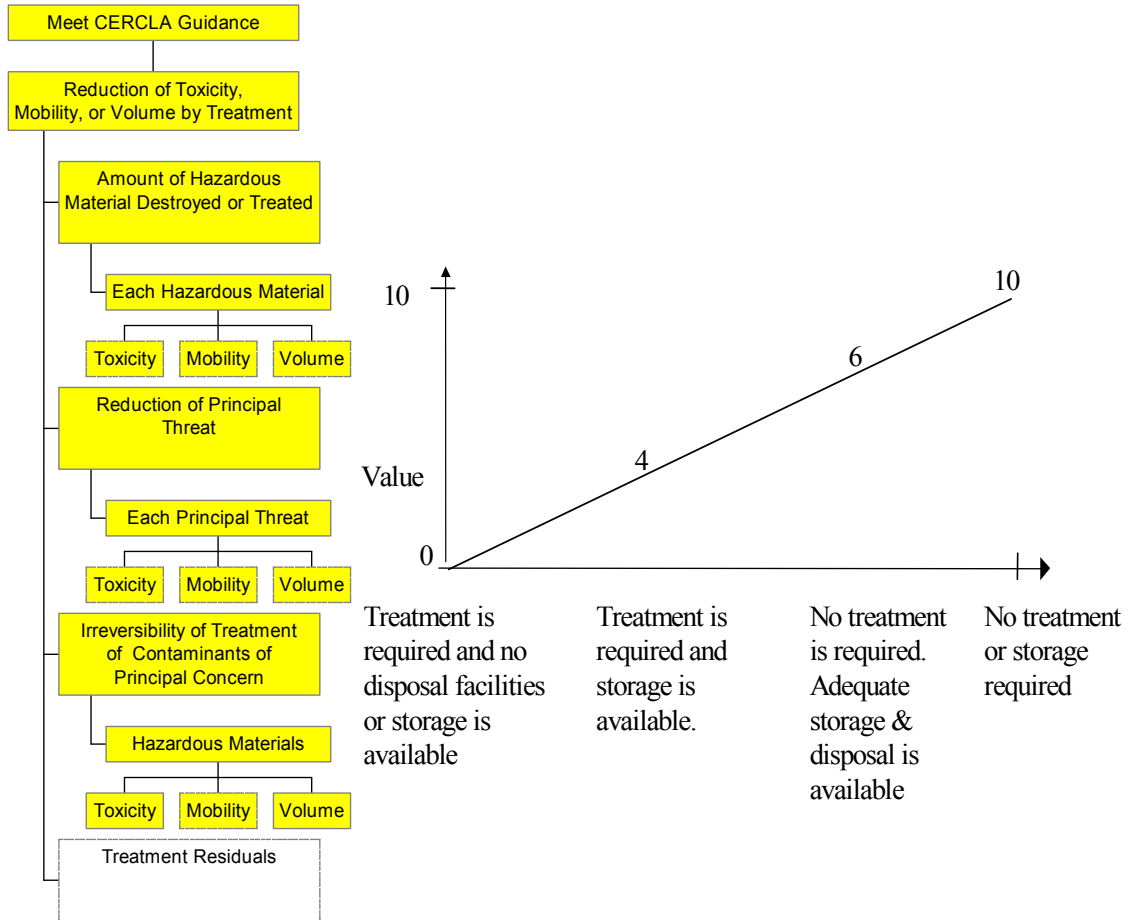 Meet CERCLA Guidance
Reduction of Toxicity,
Mobility, or Volume by Treatment
Amount of Hazardous
Material Destroyed or Treated
Each Hazardous Material
Toxicity
Mobility
Volume
Reduction of Principal
Threat
Each Principal Threat
Toxicity
Mobility
Volume
Irreversibility of Treatment
of Contaminants of
Principal Concern
Hazardous Materials
Toxicity
Mobility
Volume
Treatment Residuals
10
10
6
4
Value
0
Treatment is
required and no
disposal facilities
or storage is
available
Treatment is
required and
storage is
available.
No treatment
is required.
Adequate
storage &
disposal is
available
No treatment
or storage
required